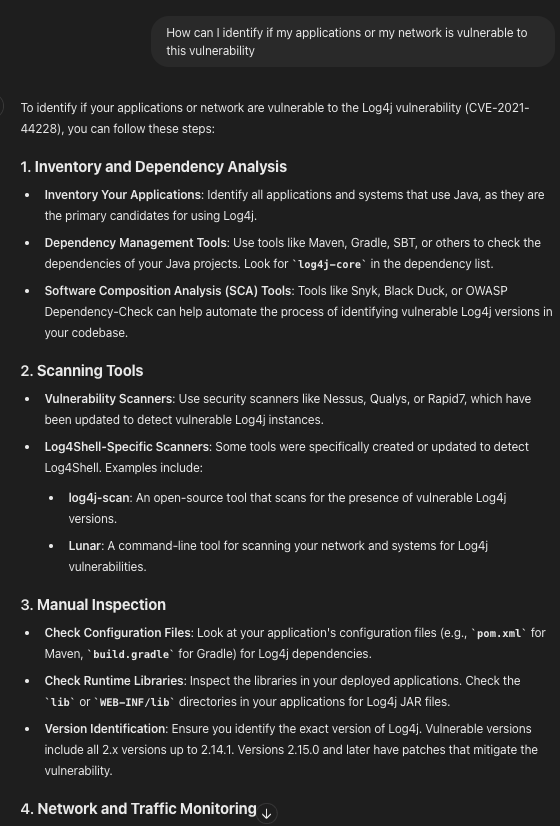 How can I identify if my applications or my network is vulnerable to
this vulnerability
To identify if your applications or network are vulnerable to the Log4j vulnerability (CVE-2021-
44228), you can follow these steps:
1. Inventory and Dependency Analysis
• Inventory Your Applications: Identify all applications and systems that use Java, as they are
the primary candidates for using Log4j.
• Dependency Management Tools: Use tools like Maven, Gradle, SBT, or others to check the
dependencies of your Java projects. Look for `log4j-core` in the dependency list.
• Software Composition Analysis (SCA) Tools: Tools like Snyk, Black Duck, or OWASP
Dependency-Check can help automate the process of identifying vulnerable Log4j versions in
your codebase.
2. Scanning Tools
• Vulnerability Scanners: Use security scanners like Nessus, Qualys, or Rapid7, which have
been updated to detect vulnerable Log4j instances.
• Log4Shell-Specific Scanners: Some tools were specifically created or updated to detect
Log4Shell. Examples include:
• log4j-scan: An open-source tool that scans for the presence of vulnerable Log4j
versions.
• Lunar: A command-line tool for scanning your network and systems for Log4j
vulnerabilities.
3. Manual Inspection
• Check Configuration Files: Look at your application's configuration files (e.g., `pom.xml` for
Maven, `build.gradle` for Gradle) for Log4j dependencies.
• Check Runtime Libraries: Inspect the libraries in your deployed applications. Check the
`lib` or `WEB-INF/lib` directories in your applications for Log4j JAR files.
• Version Identification: Ensure you identify the exact version of Log4j. Vulnerable versions
include all 2.x versions up to 2.14.1. Versions 2.15.0 and later have patches that mitigate the
vulnerability.
4. Network and Traffic Monitoring